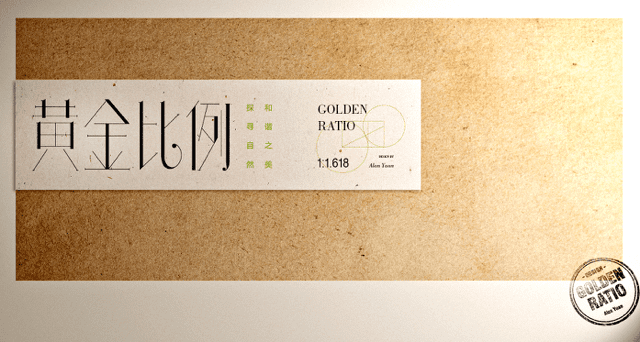 黄金比例
探寻自然
和谐之美
GOLDEN
RATIO
1:1.618
DESIGN BY
Alan Yuan
DESIGN
GOLDEN
RATIO
Alan Yuan